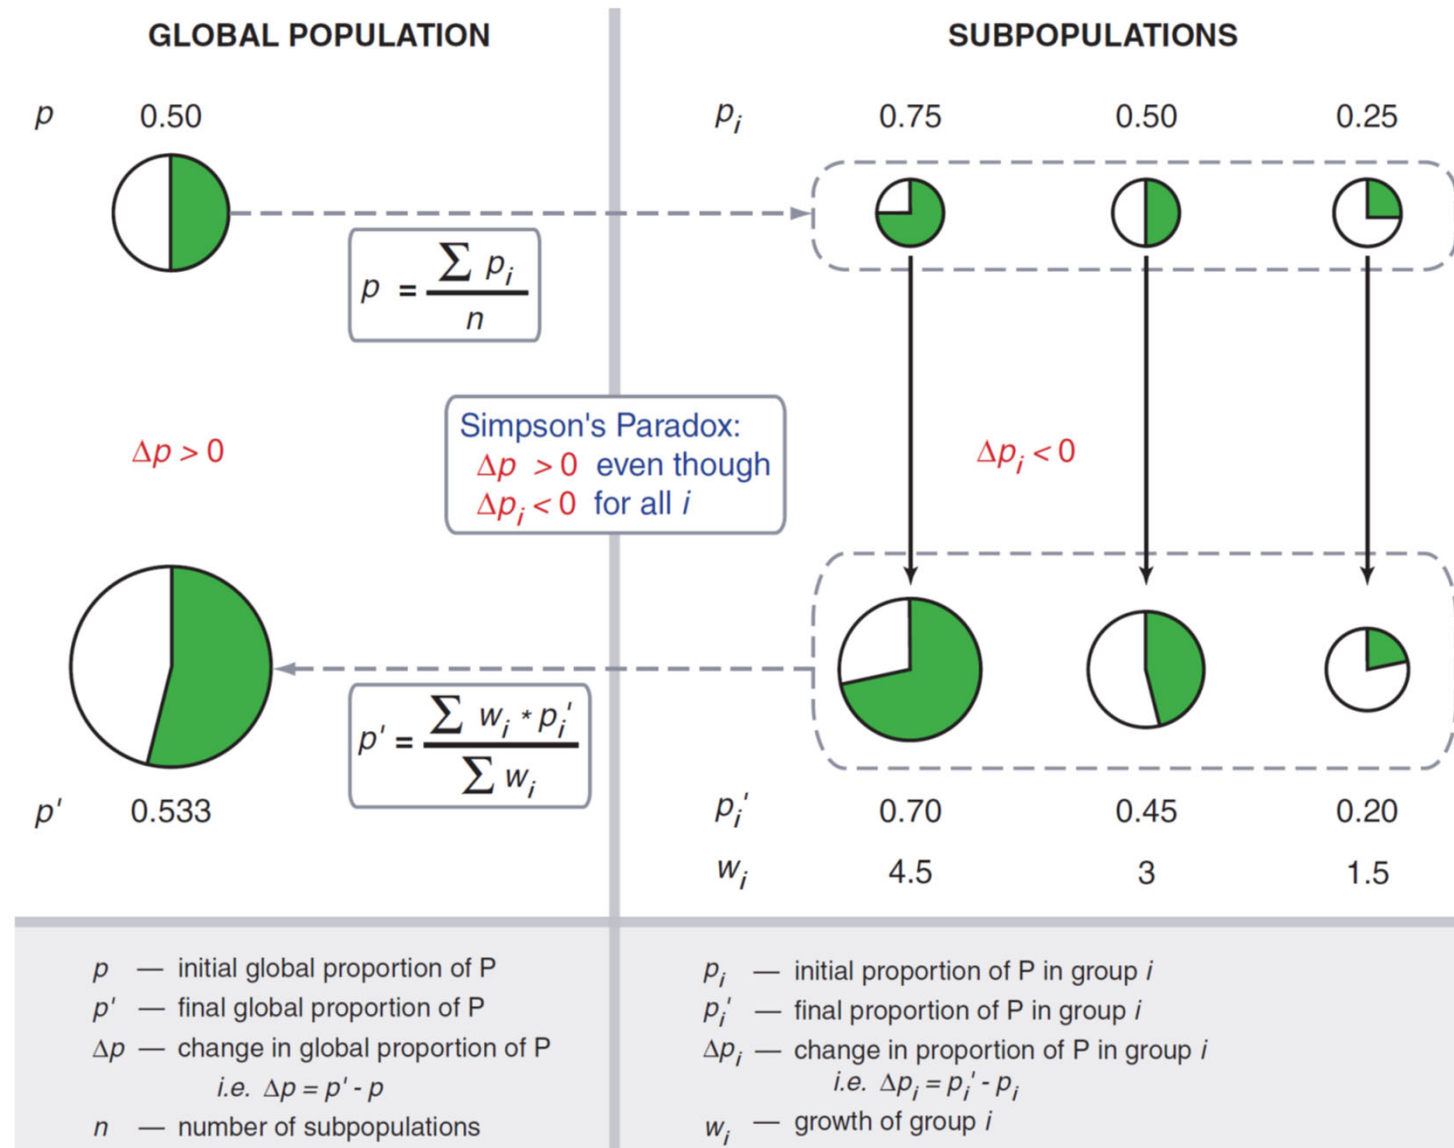 GLOBAL POPULATION
p 0.50
p = Σ p_i / n
Δp > 0
p' = Σ w_i * p_i' / Σ w_i
p' 0.533
Simpson's Paradox:
Δp > 0 even though
Δp_i < 0 for all i
SUBPOPULATIONS
p_i 0.75 0.50 0.25
Δp_i < 0
p_i' 0.70 0.45 0.20
w_i 4.5 3 1.5
p — initial global proportion of P
p' — final global proportion of P
Δp — change in global proportion of P
i.e. Δp = p' - p
n — number of subpopulations
p_i — initial proportion of P in group i
p_i' — final proportion of P in group i
Δp_i — change in proportion of P in group i
i.e. Δp_i = p_i' - p_i
w_i — growth of group i